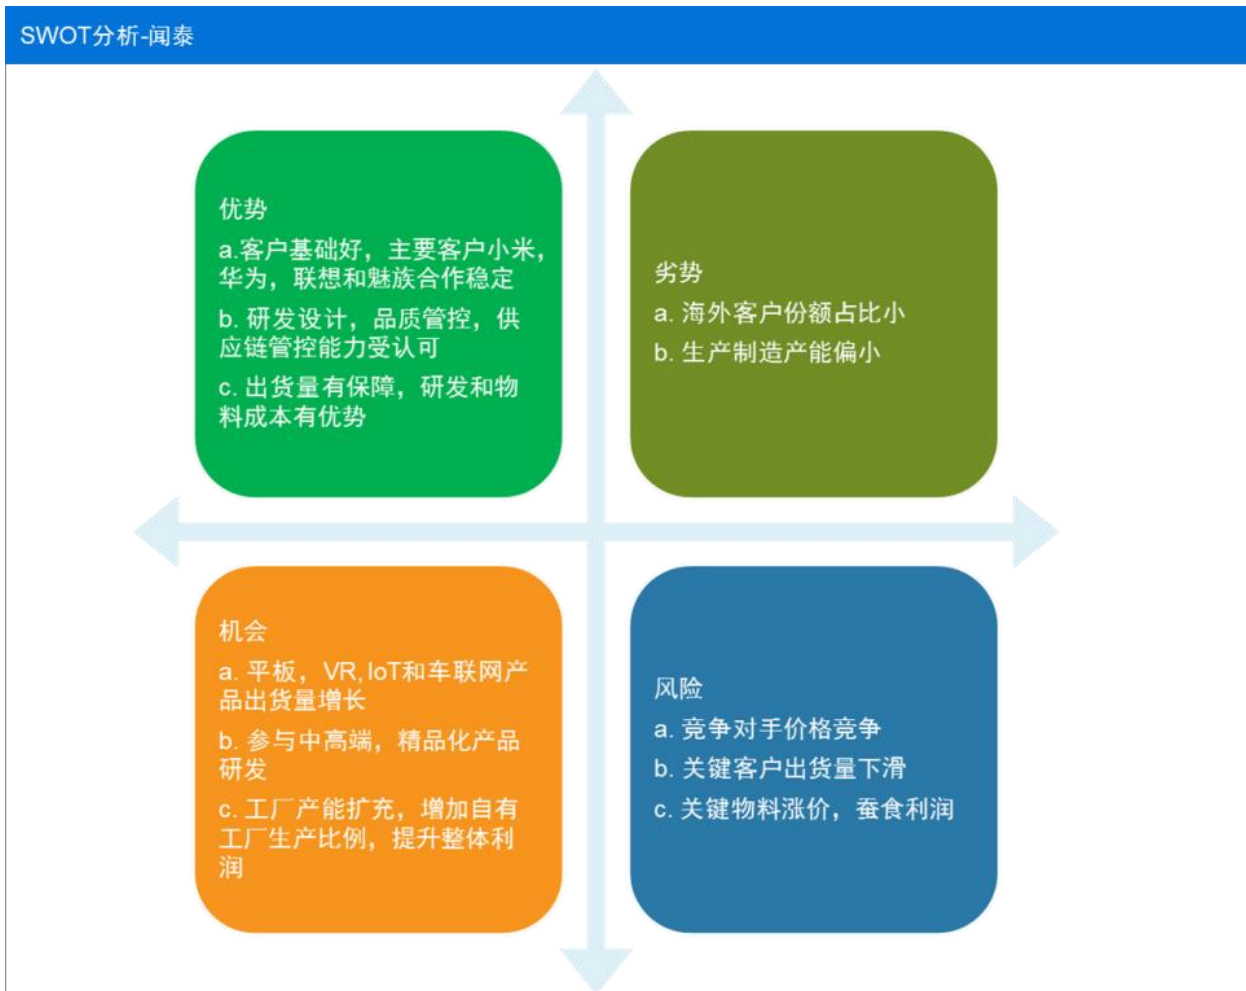 SWOT分析-闻泰
优势
a.客户基础好，主要客户小米，
华为，联想和魅族合作稳定
b. 研发设计，品质管控，供
应链管控能力受认可
c. 出货量有保障，研发和物
料成本有优势
劣势
a. 海外客户份额占比小
b. 生产制造产能偏小
机会
a. 平板，VR,IoT和车联网产
品出货量增长
b. 参与中高端，精品化产品
研发
c. 工厂产能扩充，增加自有
工厂生产比例，提升整体利
润
风险
a. 竞争对手价格竞争
b. 关键客户出货量下滑
c. 关键物料涨价，蚕食利润